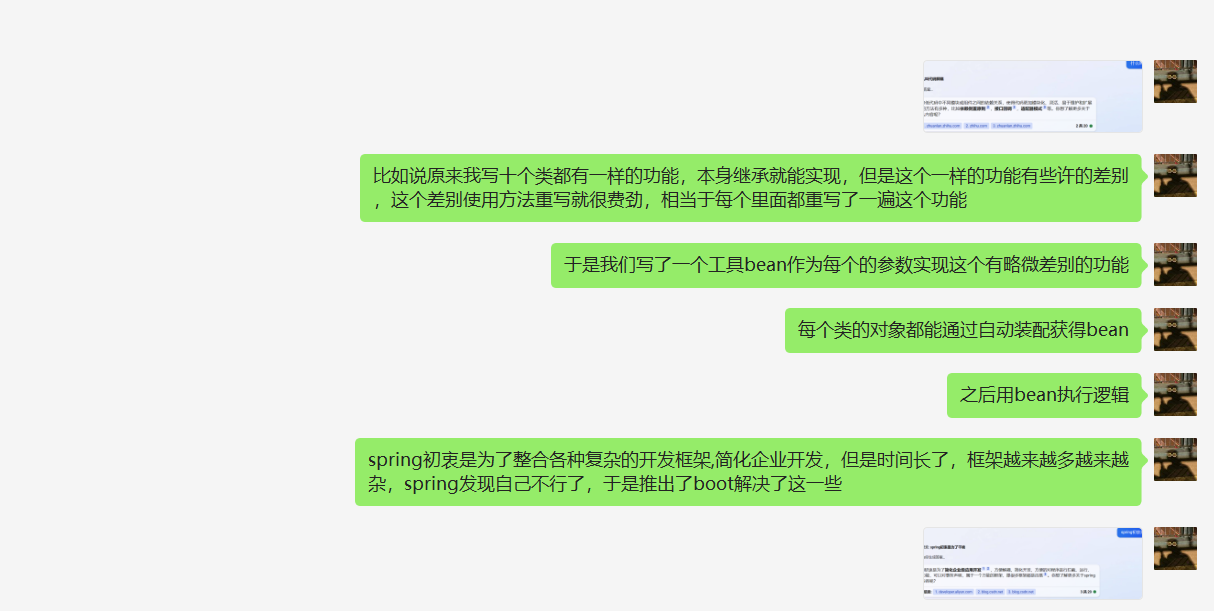 比如说原来我写十个类都有一样的功能，本身继承就能实现，但是这个一样的功能有些许的差别
，这个差别使用方法重写就很费劲，相当于每个里面都重写了一遍这个功能
于是我们写了一个工具bean作为每个的参数实现这个有略微差别的功能
每个类的对象都能通过自动装配获得bean
之后用bean执行逻辑
spring初衷是为了整合各种复杂的开发框架,简化企业开发，但是时间长了，框架越来越多越来越
杂，spring发现自己不行了，于是推出了boot解决了这一些